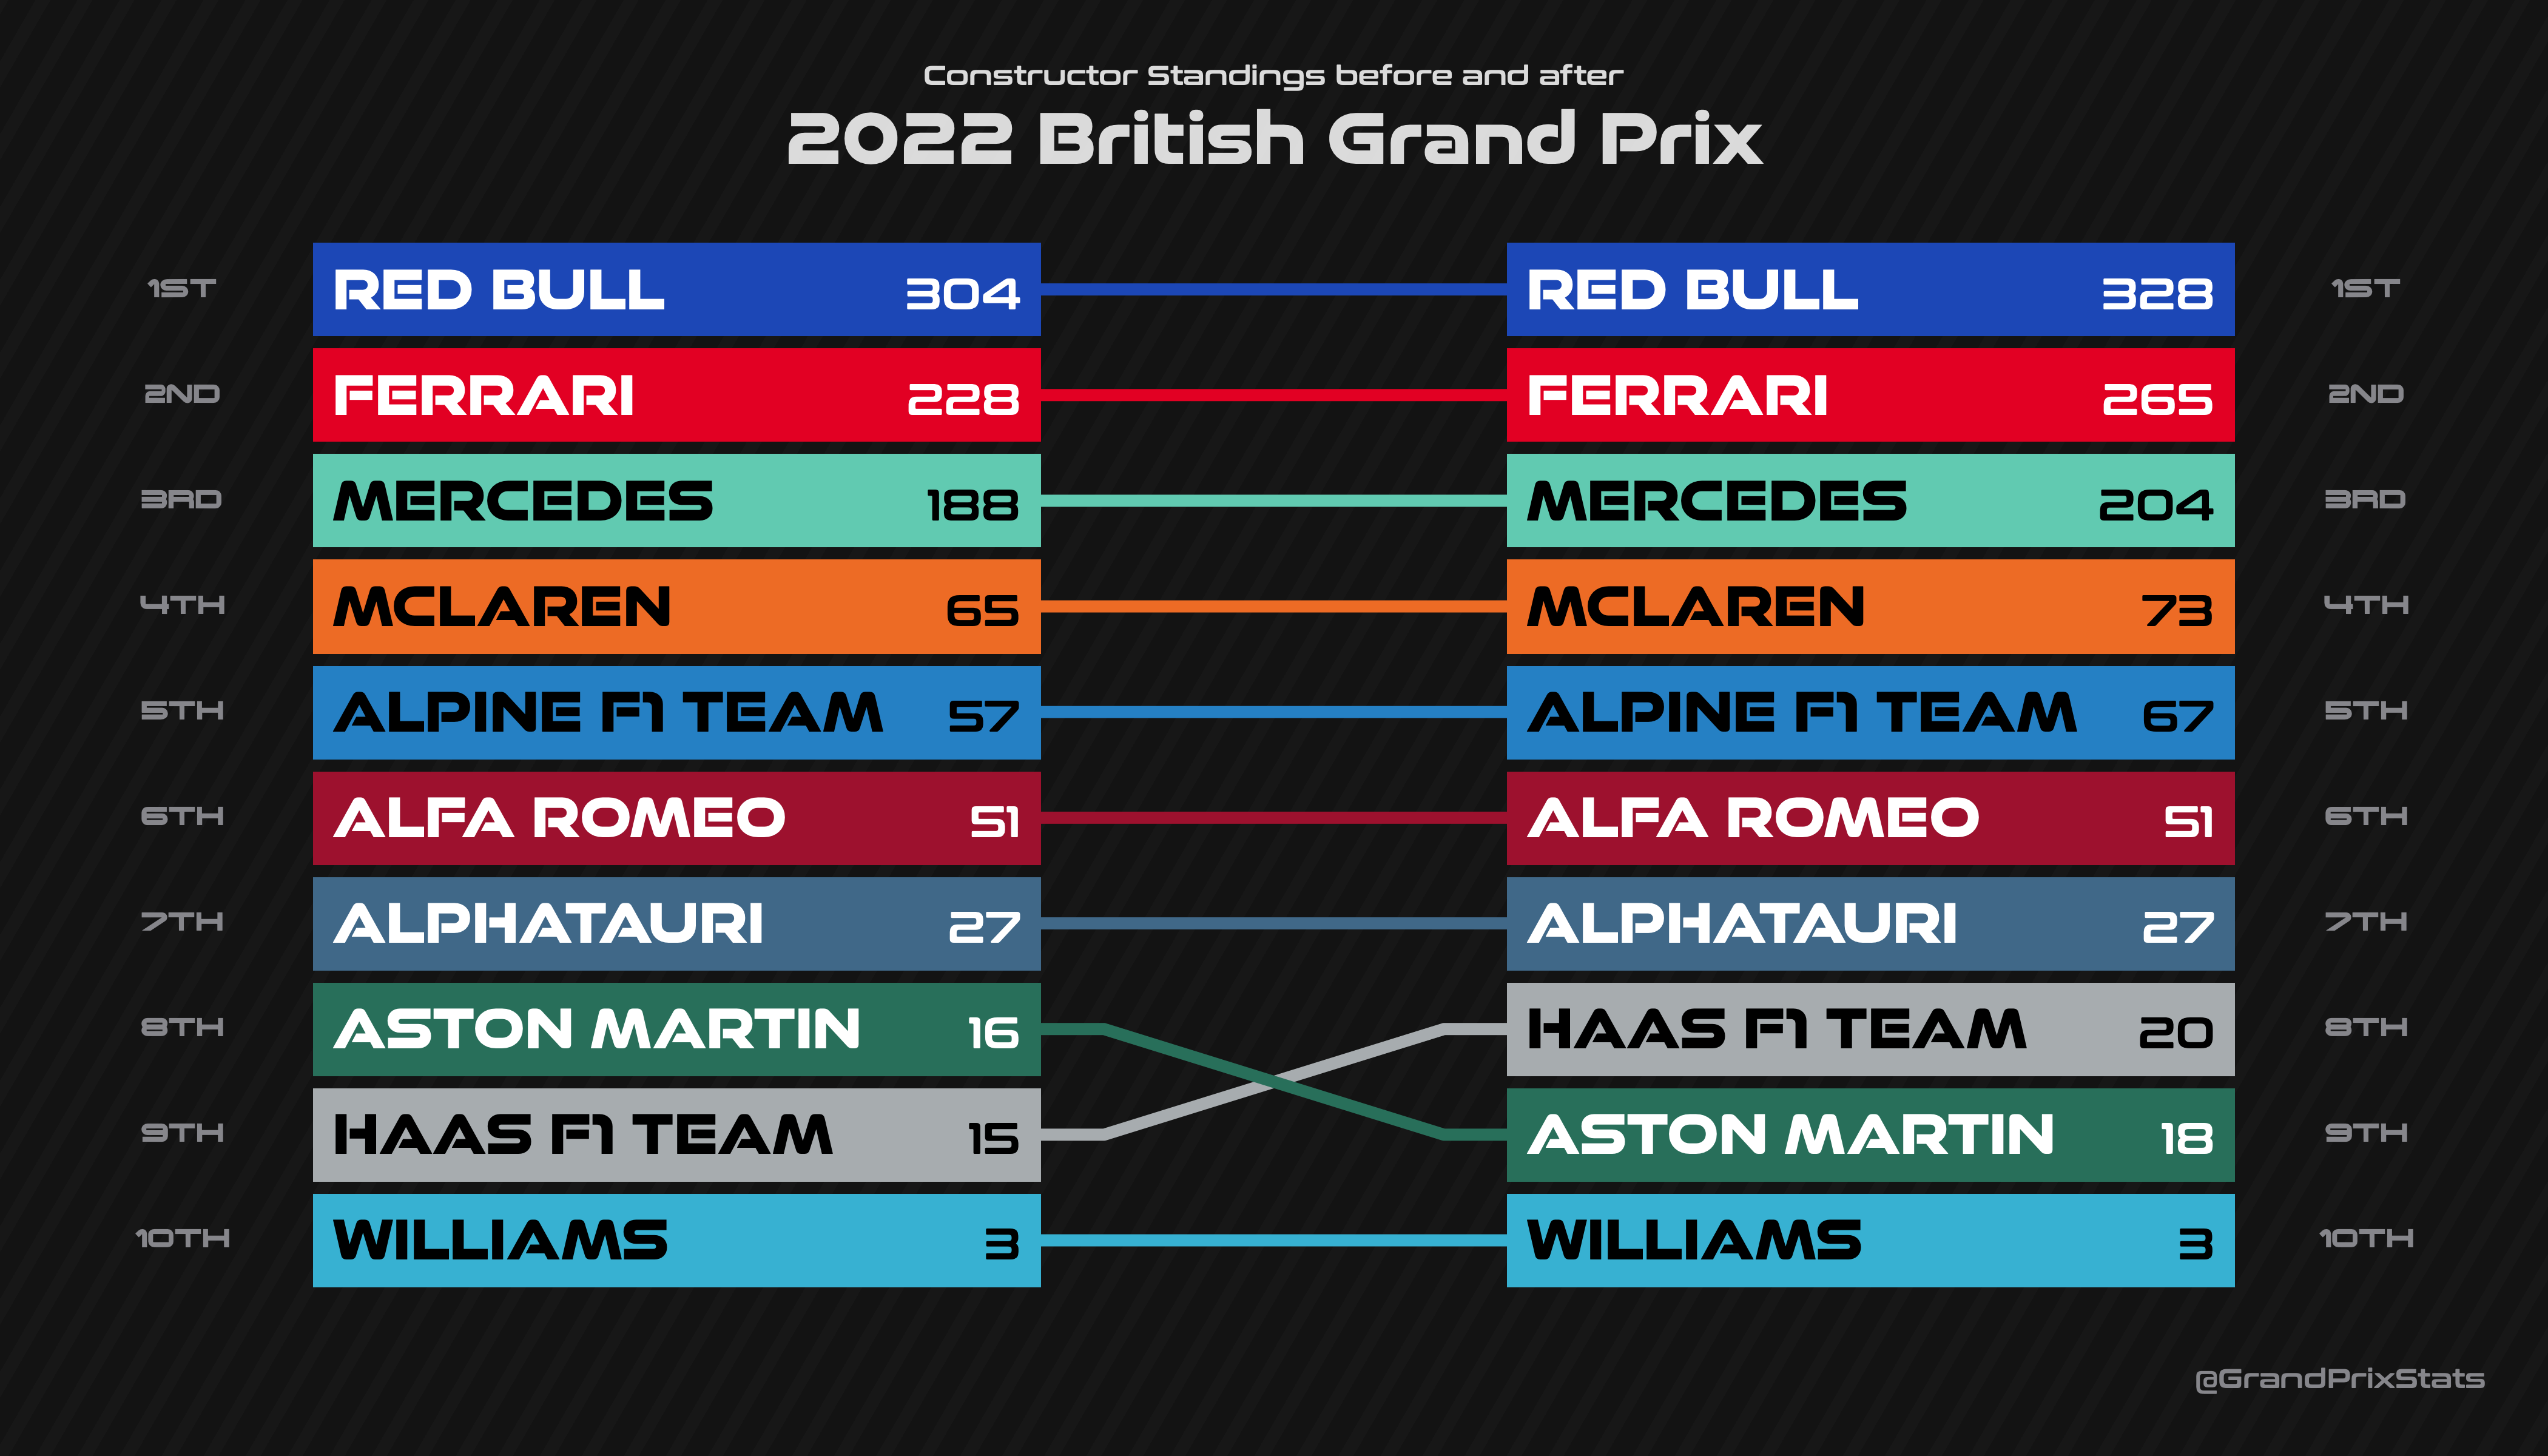 Constructor Standings before and after
2022 British Grand Prix
1ST RED BULL 304 RED BULL 328 1ST
2ND FERRARI 228 FERRARI 265 2ND
3RD MERCEDES 188 MERCEDES 204 3RD
4TH MCLAREN 65 MCLAREN 73 4TH
5TH ALPINE F1 TEAM 57 ALPINE F1 TEAM 67 5TH
6TH ALFA ROMEO 51 ALFA ROMEO 51 6TH
7TH ALPHATAURI 27 ALPHATAURI 27 7TH
8TH ASTON MARTIN 16 HAAS F1 TEAM 20 8TH
9TH HAAS F1 TEAM 15 ASTON MARTIN 18 9TH
10TH WILLIAMS 3 WILLIAMS 3 10TH
@GrandPrixStats